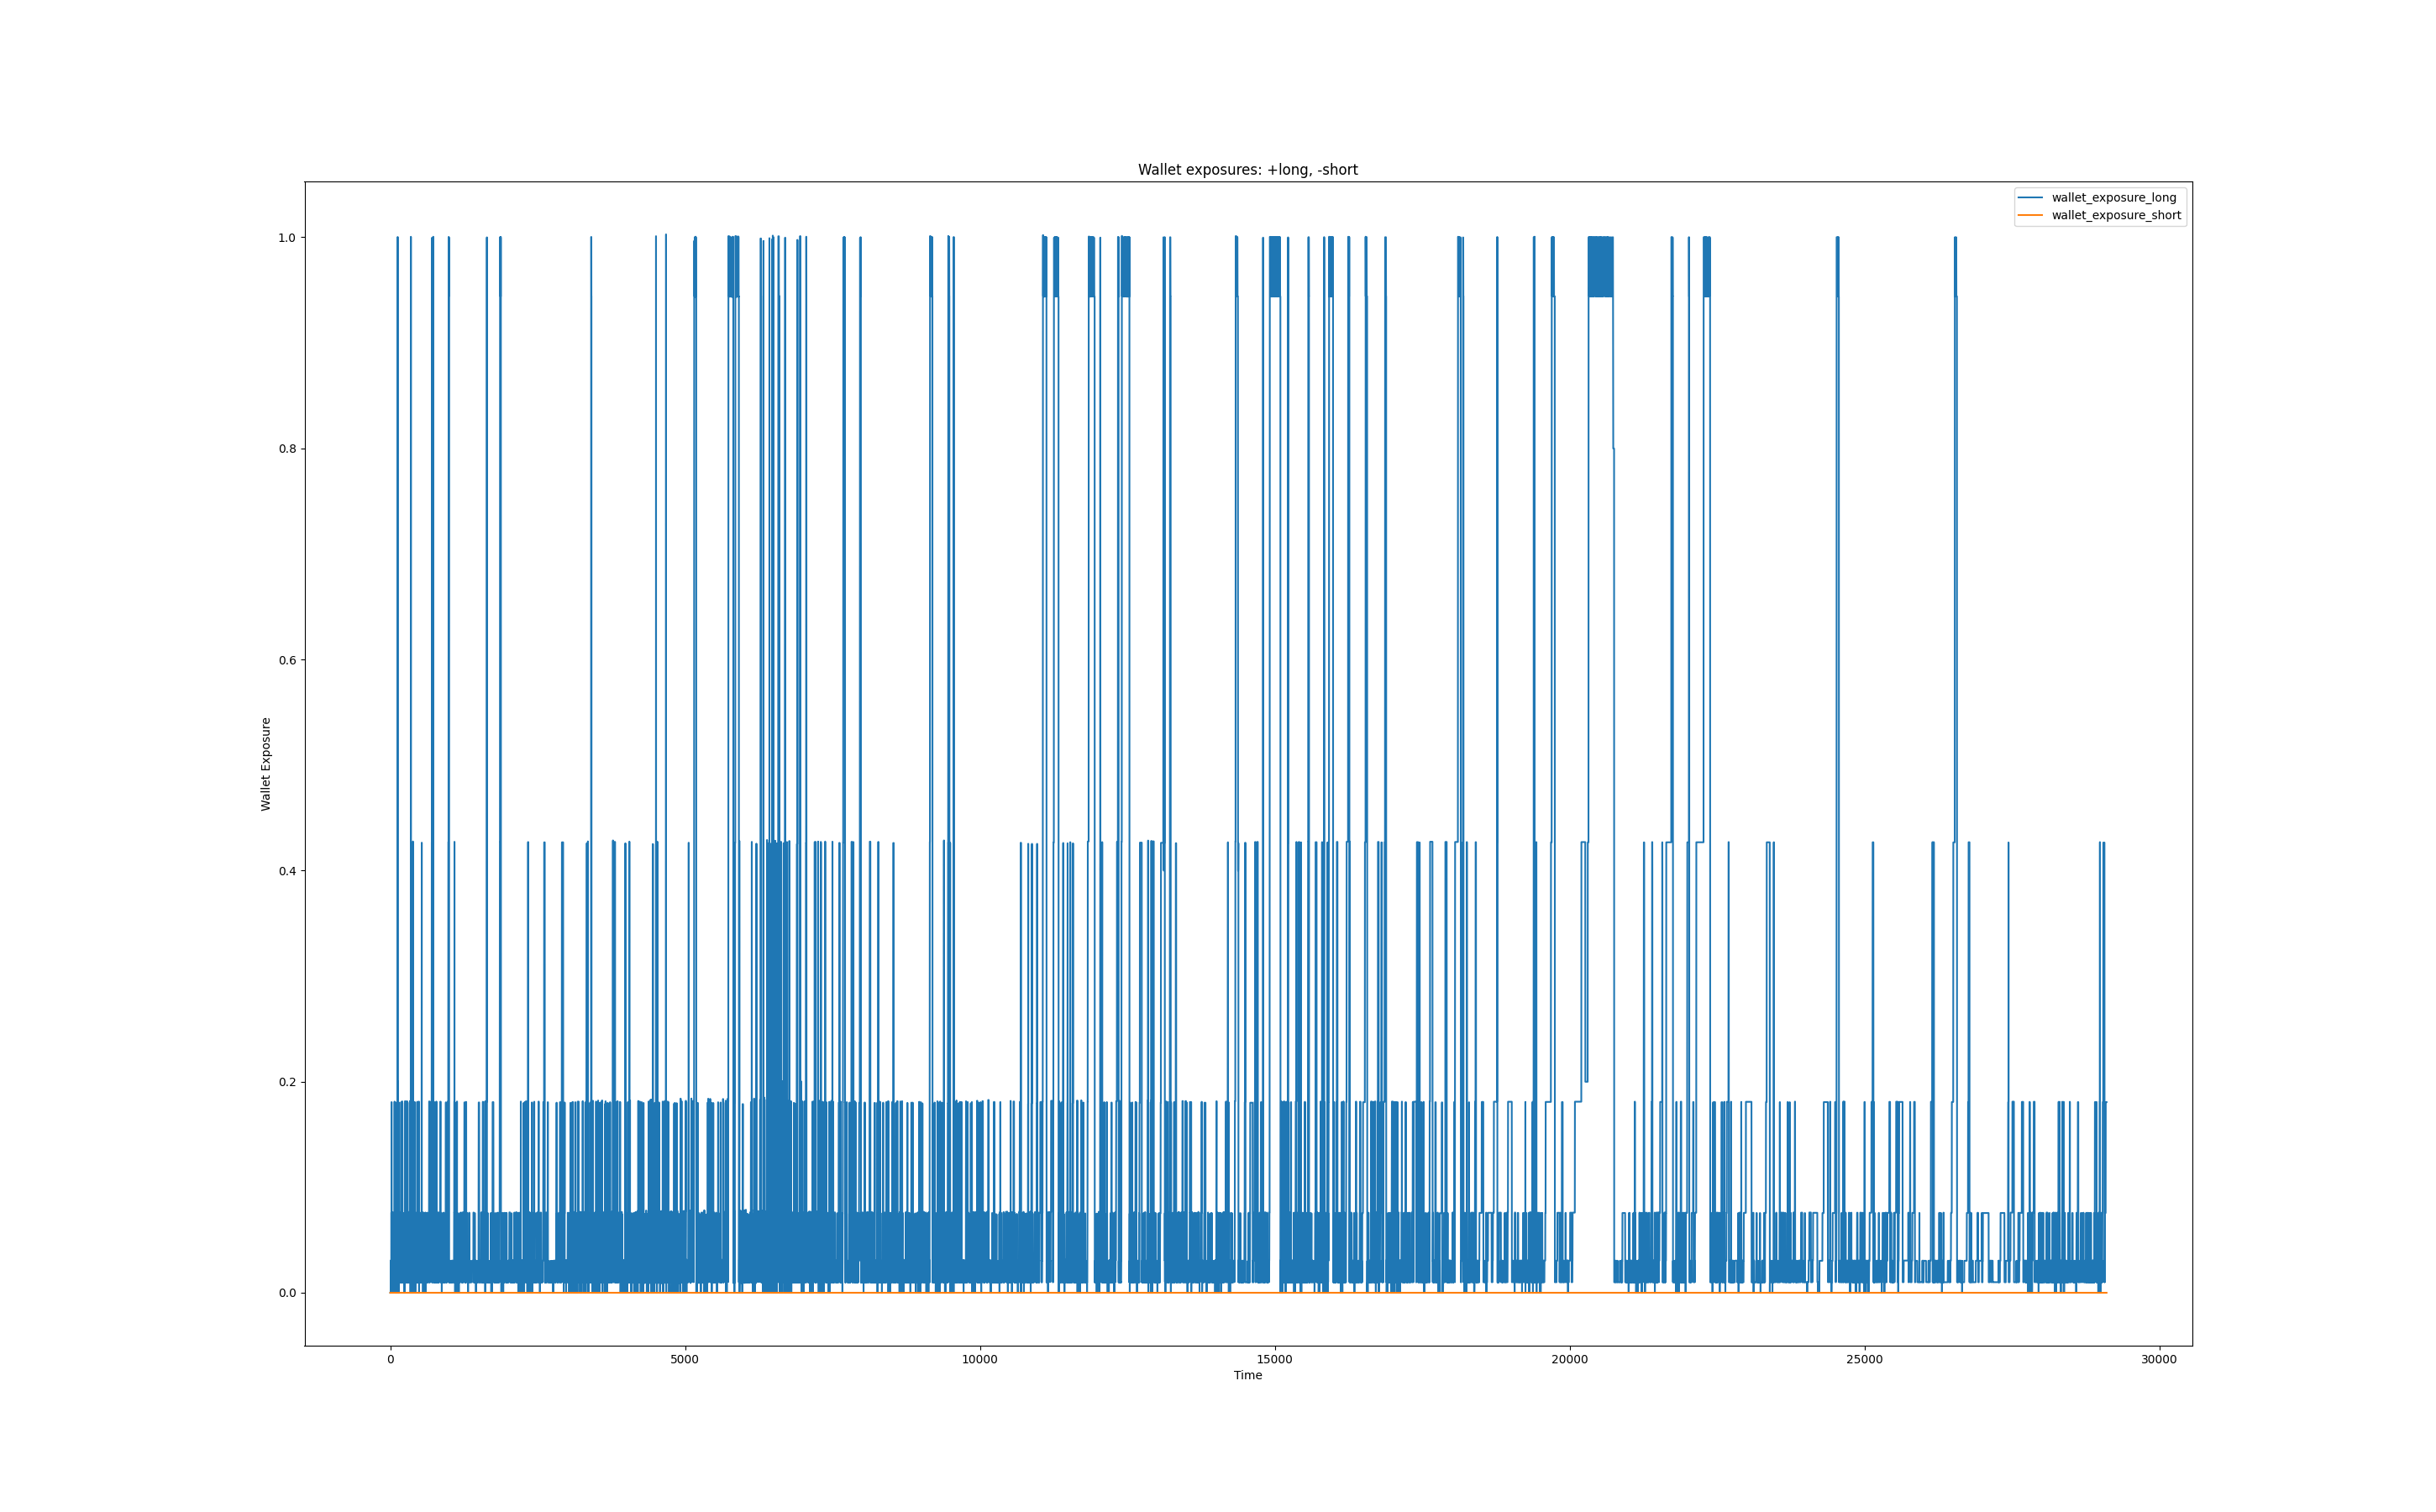 Wallet exposures: +long, -short
wallet_exposure_long
wallet_exposure_short
1.0
0.8
0.6
Wallet Exposure
0.4
0.2
0.0
0
5000
10000
15000
20000
25000
30000
Time